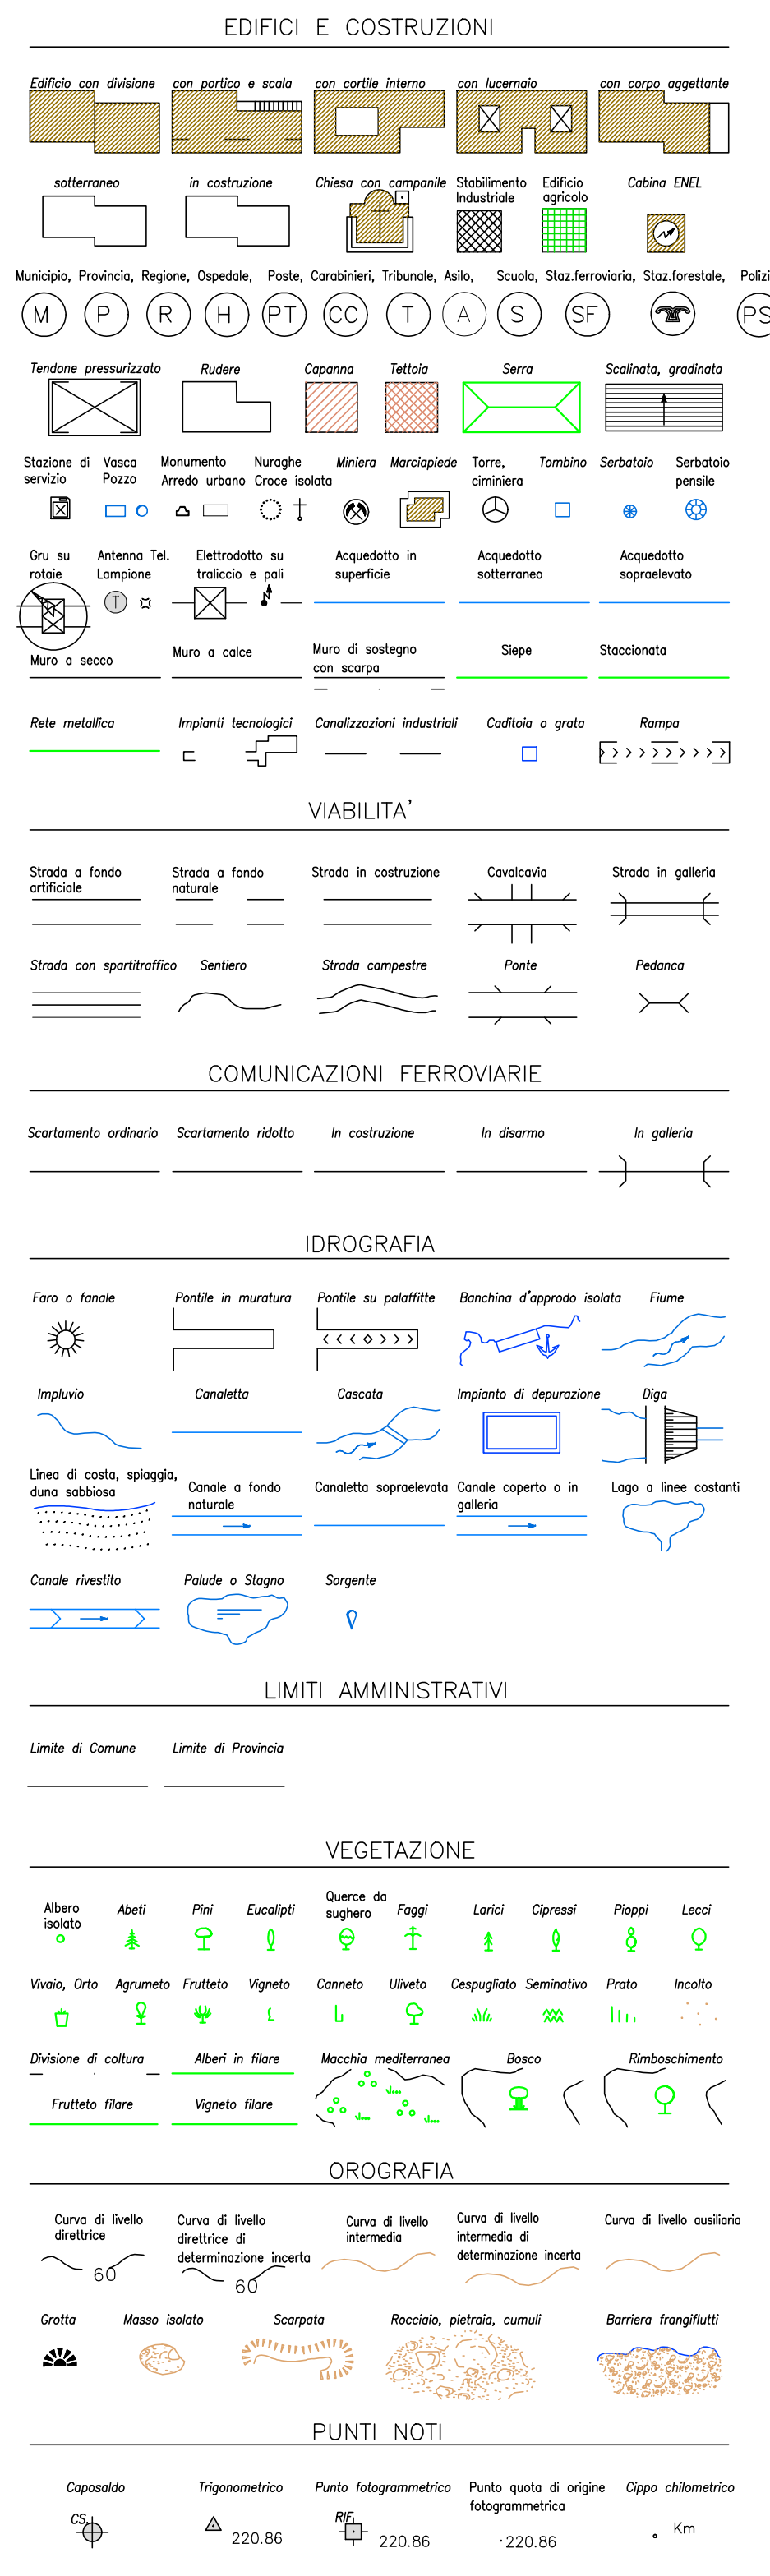 EDIFICI E COSTRUZIONI
Edificio con divisione con portico e scala con cortile interno con lucernaio con corpo aggettante
sotterraneo in costruzione Chiesa con campanile Stabilimento Industriale Edificio agricolo Cabina ENEL
Municipio, Provincia, Regione, Ospedale, Poste, Carabinieri, Tribunale, Asilo, Scuola, Staz.ferroviaria, Staz.forestale, Polizi
M P R H PT CC T A S SF PS
Tendone pressurizzato Rudere Capanna Tettoia Serra Scalinata, gradinata
Stazione di servizio Vasca Pozzo Monumento Arredo urbano Nuraghe Croce isolata Miniera Marciapiede Torre, ciminiera Tombino Serbatoio Serbatoio pensile
Gru su rotaie Antenna Tel. Lampione Elettrodotto su traliccio e pali Acquedotto in superficie Acquedotto sotterraneo Acquedotto sopraelevato
T
Muro a secco Muro a calce Muro di sostegno con scarpa Siepe Staccionata
Rete metallica Impianti tecnologici Canalizzazioni industriali Caditoia o grata Rampa
VIABILITA'
Strada a fondo artificiale Strada a fondo naturale Strada in costruzione Cavalcavia Strada in galleria
Strada con spartitraffico Sentiero Strada campestre Ponte Pedanca
COMUNICAZIONI FERROVIARIE
Scartamento ordinario Scartamento ridotto In costruzione In disarmo In galleria
IDROGRAFIA
Faro o fanale Pontile in muratura Pontile su palaffitte Banchina d'approdo isolata Fiume
Impluvio Canaletta Cascata Impianto di depurazione Diga
Linea di costa, spiaggia, duna sabbiosa Canale a fondo naturale Canaletta sopraelevata Canale coperto o in galleria Lago a linee costanti
Canale rivestito Palude o Stagno Sorgente
LIMITI AMMINISTRATIVI
Limite di Comune Limite di Provincia
VEGETAZIONE
Albero isolato Abeti Pini Eucalipti Querce da sughero Faggi Larici Cipressi Pioppi Lecci
Vivaio, Orto Agrumeto Frutteto Vigneto Canneto Uliveto Cespugliato Seminativo Prato Incolto
Divisione di coltura Alberi in filare Macchia mediterranea Bosco Rimboschimento
Frutteto filare Vigneto filare
OROGRAFIA
Curva di livello direttrice Curva di livello direttrice di determinazione incerta Curva di livello intermedia Curva di livello intermedia di determinazione incerta Curva di livello ausiliaria
60 60
Grotta Masso isolato Scarpata Rocciaio, pietraia, cumuli Barriera frangiflutti
PUNTI NOTI
Caposaldo Trigonometrico Punto fotogrammetrico Punto quota di origine fotogrammetrica Cippo chilometrico
CS. 220.86 RIF. 220.86 220.86 Km